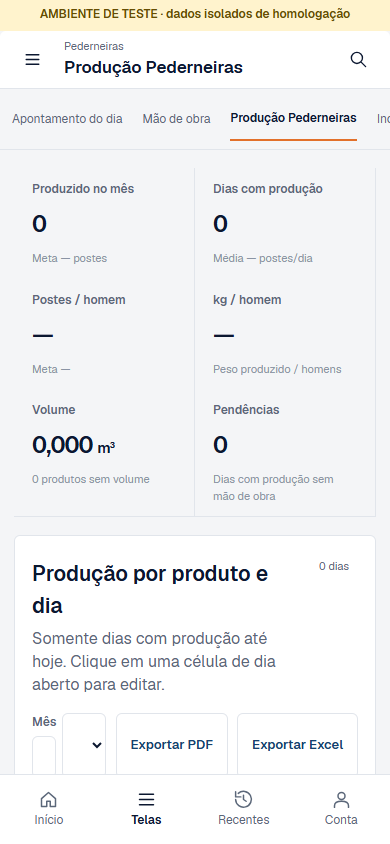 AMBIENTE DE TESTE · dados isolados de homologação
Pederneiras
Produção Pederneiras
Apontamento do dia
Mão de obra
Produção Pederneiras
Produzido no mês
Dias com produção
0
0
Meta — postes
Média — postes/dia
Postes / homem
kg / homem
—
—
Meta —
Peso produzido / homens
Volume
Pendências
0,000 m³
0
0 produtos sem volume
Dias com produção sem
mão de obra
Produção por produto e
dia
0 dias
Somente dias com produção até
hoje. Clique em uma célula de dia
aberto para editar.
Mês
Exportar PDF
Exportar Excel
Início
Telas
Recentes
Conta